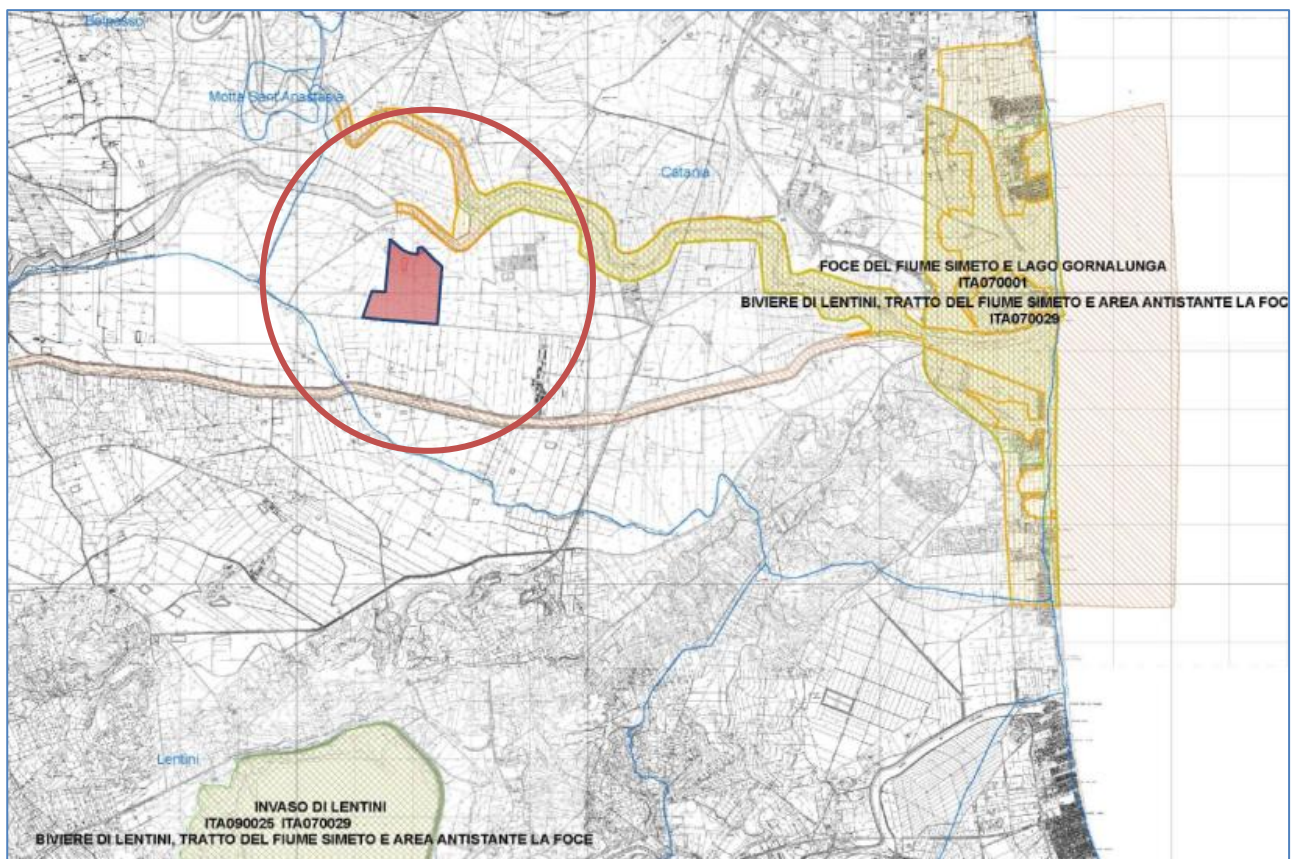 Belpasso
Motta Sant'Anastasia
Catania
FOCE DEL FIUME SIMETO E LAGO GORNALUNGA
ITA070001
BIVIERE DI LENTINI, TRATTO DEL FIUME SIMETO E AREA ANTISTANTE LA FOC
ITA070029
Lentini
INVASO DI LENTINI
ITA090025 ITA070029
BIVIERE DI LENTINI, TRATTO DEL FIUME SIMETO E AREA ANTISTANTE LA FOCE